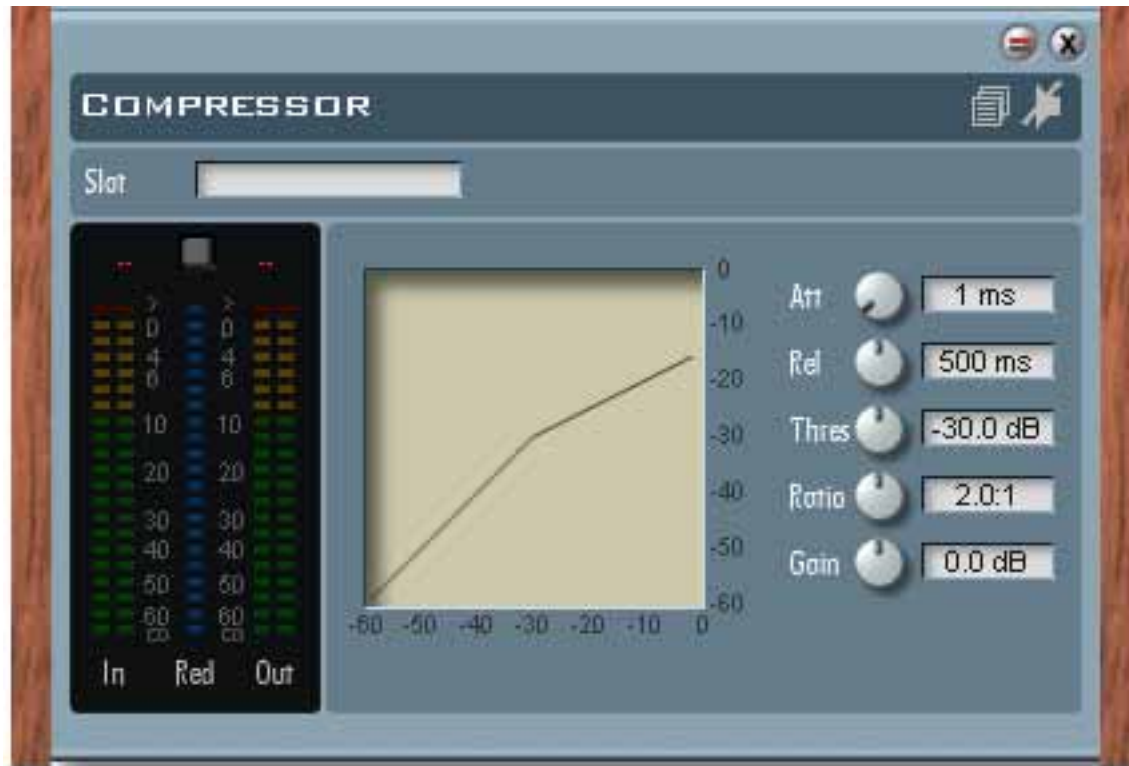 X
COMPRESSOR
Slot
-- --
> >
0 0
4 4
6 6
10 10
20 20
30 30
40 40
50 50
60 60
In Red Out
0
-10
-20
-30
-40
-50
-60
-60 -50 -40 -30 -20 -10 0
Att 1 ms
Rel 500 ms
Thres -30.0 dB
Ratio 2.0:1
Gain 0.0 dB